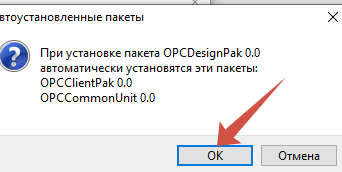 втоустановленные пакеты
При установке пакета OPCDesignPak 0.0
автоматически установятся эти пакеты:
OPCClientPak 0.0
OPCCommonUnit 0.0
OK
Отмена